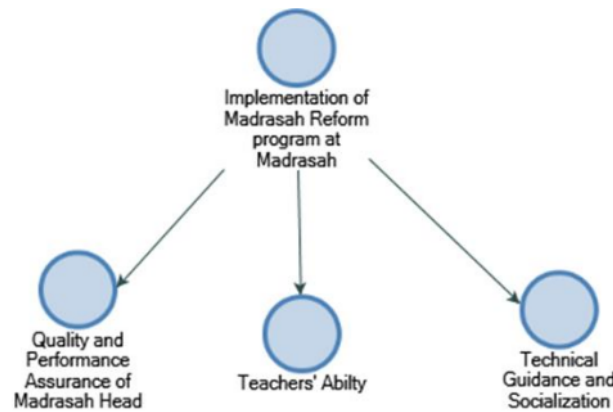 Implementation of
Madrasah Reform
program at
Madrasah
Quality and
Performance
Assurance of
Madrasah Head
Teachers' Abilty
Technical
Guidance and
Socialization